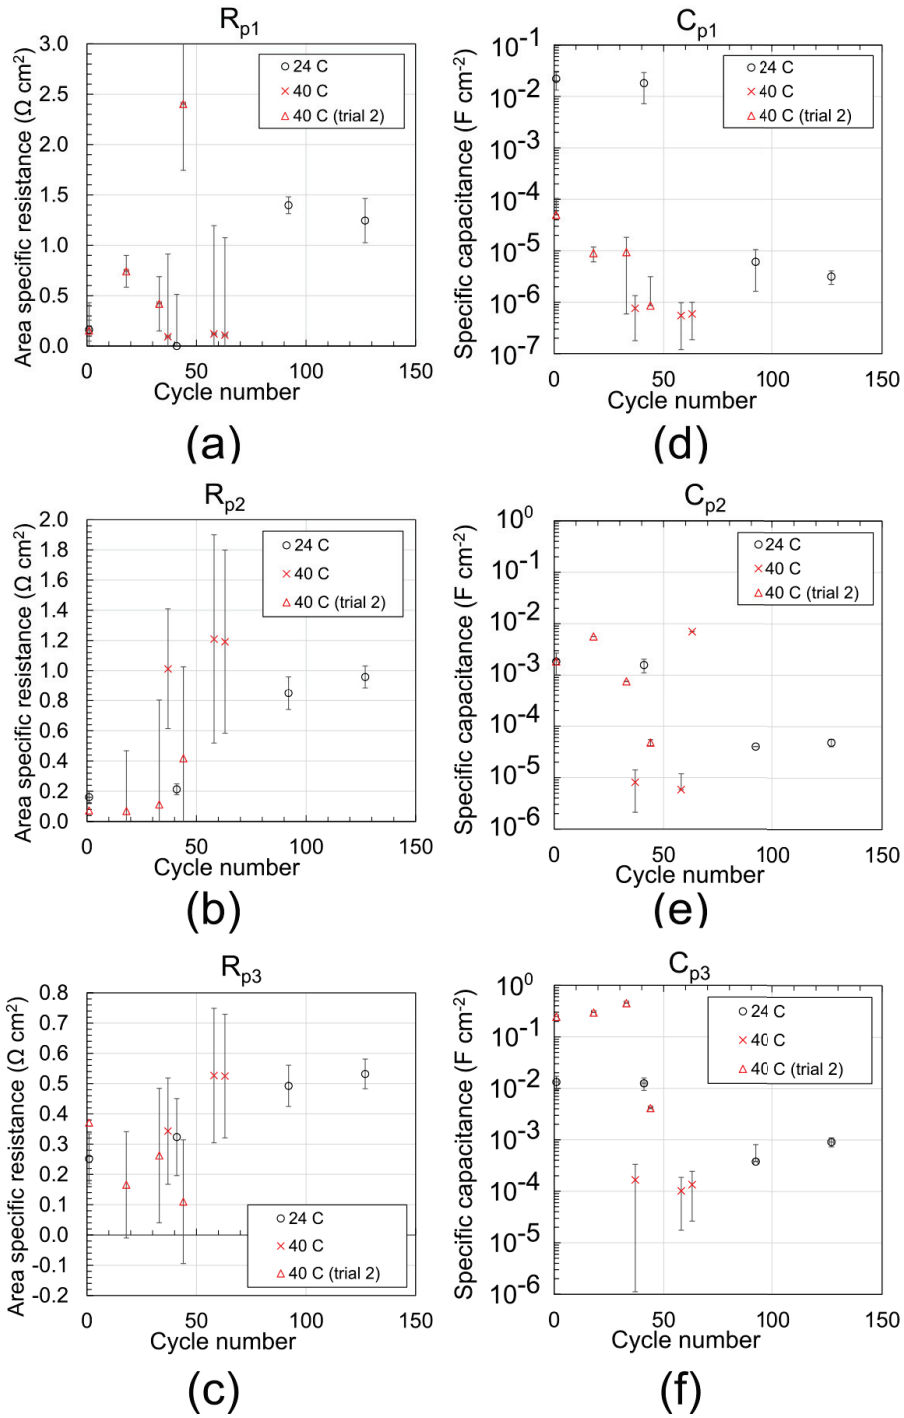 R_p1
Area specific resistance (Ω cm²)
3.0
2.5
2.0
1.5
1.0
0.5
0.0
0 50 100 150
Cycle number
24 C
40 C
40 C (trial 2)
(a)
C_p1
Specific capacitance (F cm⁻²)
10⁻¹
10⁻²
10⁻³
10⁻⁴
10⁻⁵
10⁻⁶
10⁻⁷
0 50 100 150
Cycle number
24 C
40 C
40 C (trial 2)
(d)
R_p2
Area specific resistance (Ω cm²)
2.0
1.8
1.6
1.4
1.2
1.0
0.8
0.6
0.4
0.2
0.0
0 50 100 150
Cycle number
24 C
40 C
40 C (trial 2)
(b)
C_p2
Specific capacitance (F cm⁻²)
10⁰
10⁻¹
10⁻²
10⁻³
10⁻⁴
10⁻⁵
10⁻⁶
0 50 100 150
Cycle number
24 C
40 C
40 C (trial 2)
(e)
R_p3
Area specific resistance (Ω cm²)
0.8
0.7
0.6
0.5
0.4
0.3
0.2
0.1
0.0
-0.1
-0.2
0 50 100 150
Cycle number
24 C
40 C
40 C (trial 2)
(c)
C_p3
Specific capacitance (F cm⁻²)
10⁰
10⁻¹
10⁻²
10⁻³
10⁻⁴
10⁻⁵
10⁻⁶
0 50 100 150
Cycle number
24 C
40 C
40 C (trial 2)
(f)